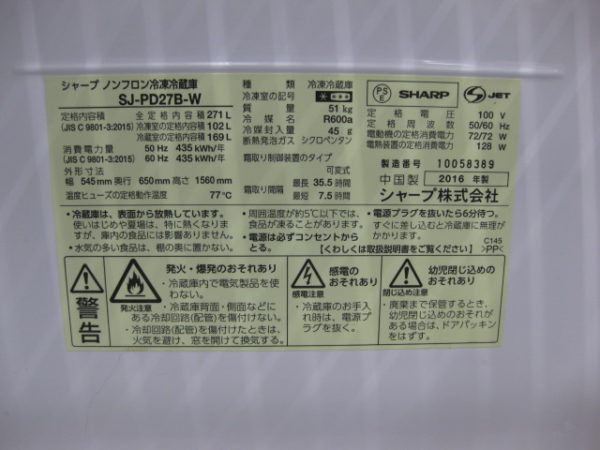 シャープ ノンフロン冷凍冷蔵庫
SJ-PD27B-W
定格内容積 全定格内容積 271L
(JIS C 9801-3:2015) 冷凍室の定格内容積 102L
冷蔵室の定格内容積 169L
消費電力量 50 Hz 435 kWh/年
(JIS C 9801-3:2015) 60 Hz 435 kWh/年
外形寸法
幅 545mm 奥行 650mm 高さ 1560mm
温度ヒューズの定格動作温度 77℃
種類 冷凍冷蔵庫
冷凍室の記号
質量 51kg
冷媒 R600a
冷媒封入量 45g
断熱発泡ガス シクロペンタン
霜取り制御装置のタイプ
可変式
霜取り間隔 最長 35.5 時間
最短 7.5 時間
PS E SHARP S JET
定格電圧 100 V
定格周波数 50/60 Hz
電動機の定格消費電力 72/72 W
電熱装置の定格消費電力 128 W
製造番号 10058389
中国製 2016 年製
シャープ株式会社
•冷蔵庫は、表面から放熱しています。
使いはじめや夏場は、特に熱くなりま
すが、庫内の食品には影響ありません。
•水気の多い食品は、棚の奥に置かない。
•周囲温度が約5℃以下では、
食品が凍ることがあります。
•電源は必ずコンセントから
とる。
•電源プラグを抜いたら6分待つ。
すぐに差し込むと冷蔵庫に無理が
かかります。
【くわしくは取扱説明書をご覧ください】
C145
>PP<
警告
発火・爆発のおそれあり
発火注意
•冷蔵庫内で電気製品を使
わない。
•冷蔵庫背面・側面などに
ある冷却回路(配管)を傷付けない。
•冷却回路(配管)を傷付けたときは、
火気を避け、窓を開けて換気する。
感電の
おそれあり
感電注意
•冷蔵庫のお手入
れ時は、電源プ
ラグを抜く。
幼児閉じ込めの
おそれあり
閉じ込め注意
•廃棄まで保管するとき、
幼児閉じ込めのおそれが
ある場合は、ドアパッキン
をはずす。